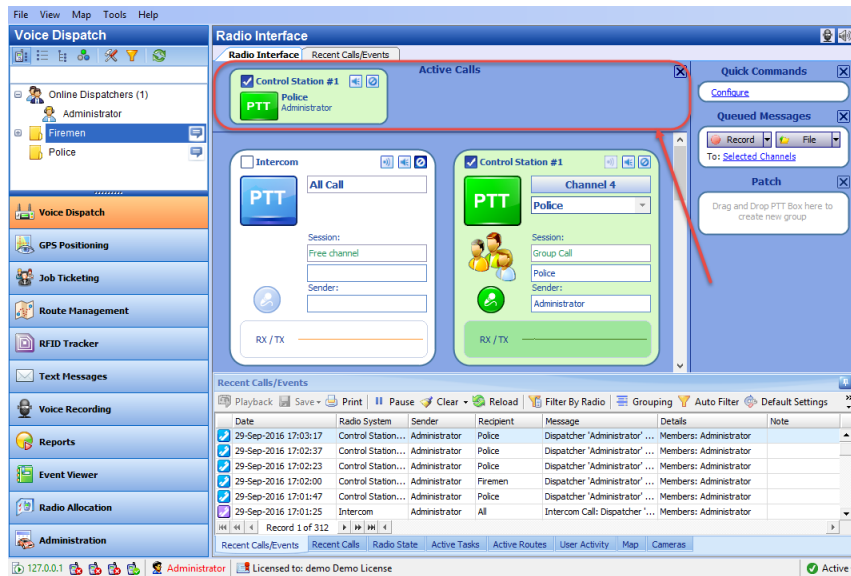 File View Map Tools Help
Voice Dispatch
Radio Interface
Radio Interface Recent Calls/Events
Active Calls
Control Station #1
PTT
Police
Administrator
Quick Commands
Configure
Queued Messages
Record File
To: Selected Channels
Patch
Drag and Drop PTT Box here to
create new group
Online Dispatchers (1)
Administrator
Firemen
Police
Intercom
PTT
All Call
Session:
Free channel
Sender:
RX / TX
Control Station #1
PTT
Channel 4
Police
Session:
Group Call
Police
Sender:
Administrator
RX / TX
Voice Dispatch
GPS Positioning
Job Ticketing
Route Management
RFID Tracker
Text Messages
Voice Recording
Reports
Event Viewer
Radio Allocation
Administration
Recent Calls/Events
Playback Save Print Pause Clear Reload Filter By Radio Grouping Auto Filter Default Settings
Date Radio System Sender Recipient Message Details Note
29-Sep-2016 17:03:17 Control Station... Administrator Police Dispatcher 'Administrator' ... Members: Administrator
29-Sep-2016 17:02:37 Control Station... Administrator Police Dispatcher 'Administrator' ... Members: Administrator
29-Sep-2016 17:02:23 Control Station... Administrator Police Dispatcher 'Administrator' ... Members: Administrator
29-Sep-2016 17:02:00 Control Station... Administrator Firemen Dispatcher 'Administrator' ... Members: Administrator
29-Sep-2016 17:01:47 Control Station... Administrator Police Dispatcher 'Administrator' ... Members: Administrator
29-Sep-2016 17:01:25 Intercom Administrator All Intercom Call: Dispatcher '... Members: Administrator
Record 1 of 312
Recent Calls/Events Recent Calls Radio State Active Tasks Active Routes User Activity Map Cameras
127.0.0.1 Administrator Licensed to: demo Demo License Active